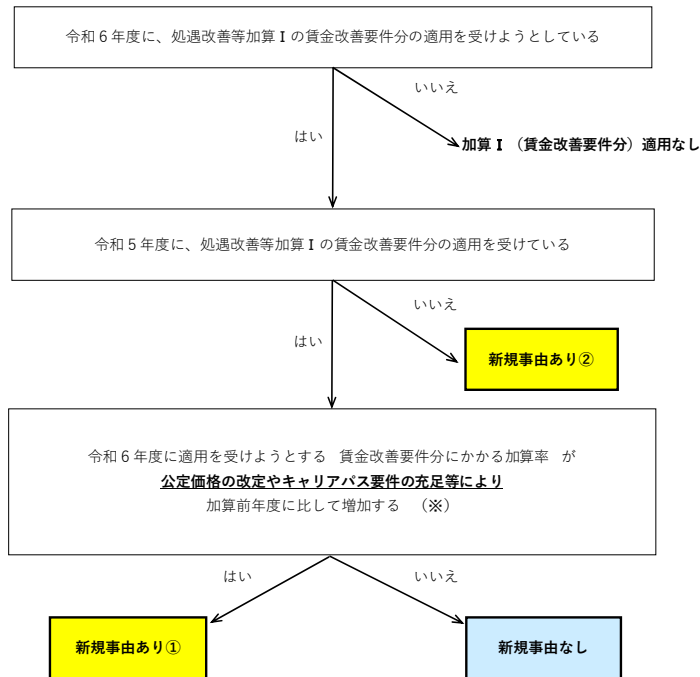 令和６年度に、処遇改善等加算Ⅰの賃金改善要件分の適用を受けようとしている
いいえ
はい
加算Ⅰ （賃金改善要件分）適用なし
令和５年度に、処遇改善等加算Ⅰの賃金改善要件分の適用を受けている
いいえ
はい
新規事由あり②
令和６年度に適用を受けようとする　賃金改善要件分にかかる加算率　が
公定価格の改定やキャリアパス要件の充足等により
加算前年度に比して増加する　（※）
はい
いいえ
新規事由あり①
新規事由なし